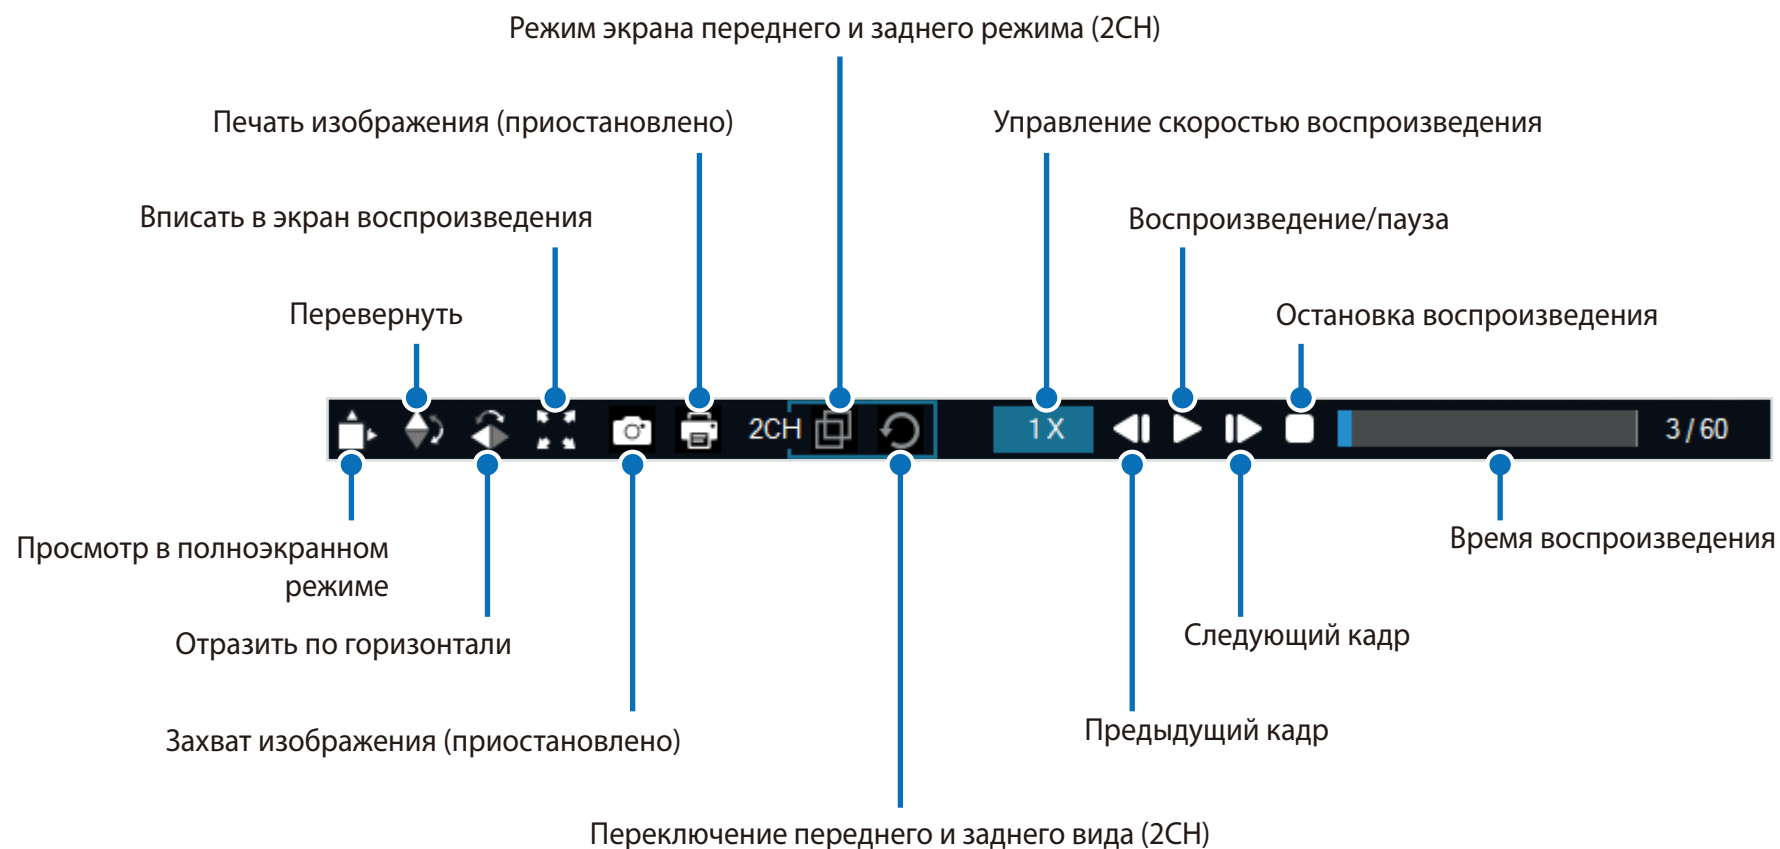 Режим экрана переднего и заднего режима (2CH)
Печать изображения (приостановлено)
Управление скоростью воспроизведения
Вписать в экран воспроизведения
Воспроизведение/пауза
Перевернуть
Остановка воспроизведения
2CH
1 X
3 / 60
Просмотр в полноэкранном
режиме
Время воспроизведения
Отразить по горизонтали
Следующий кадр
Захват изображения (приостановлено)
Предыдущий кадр
Переключение переднего и заднего вида (2CH)